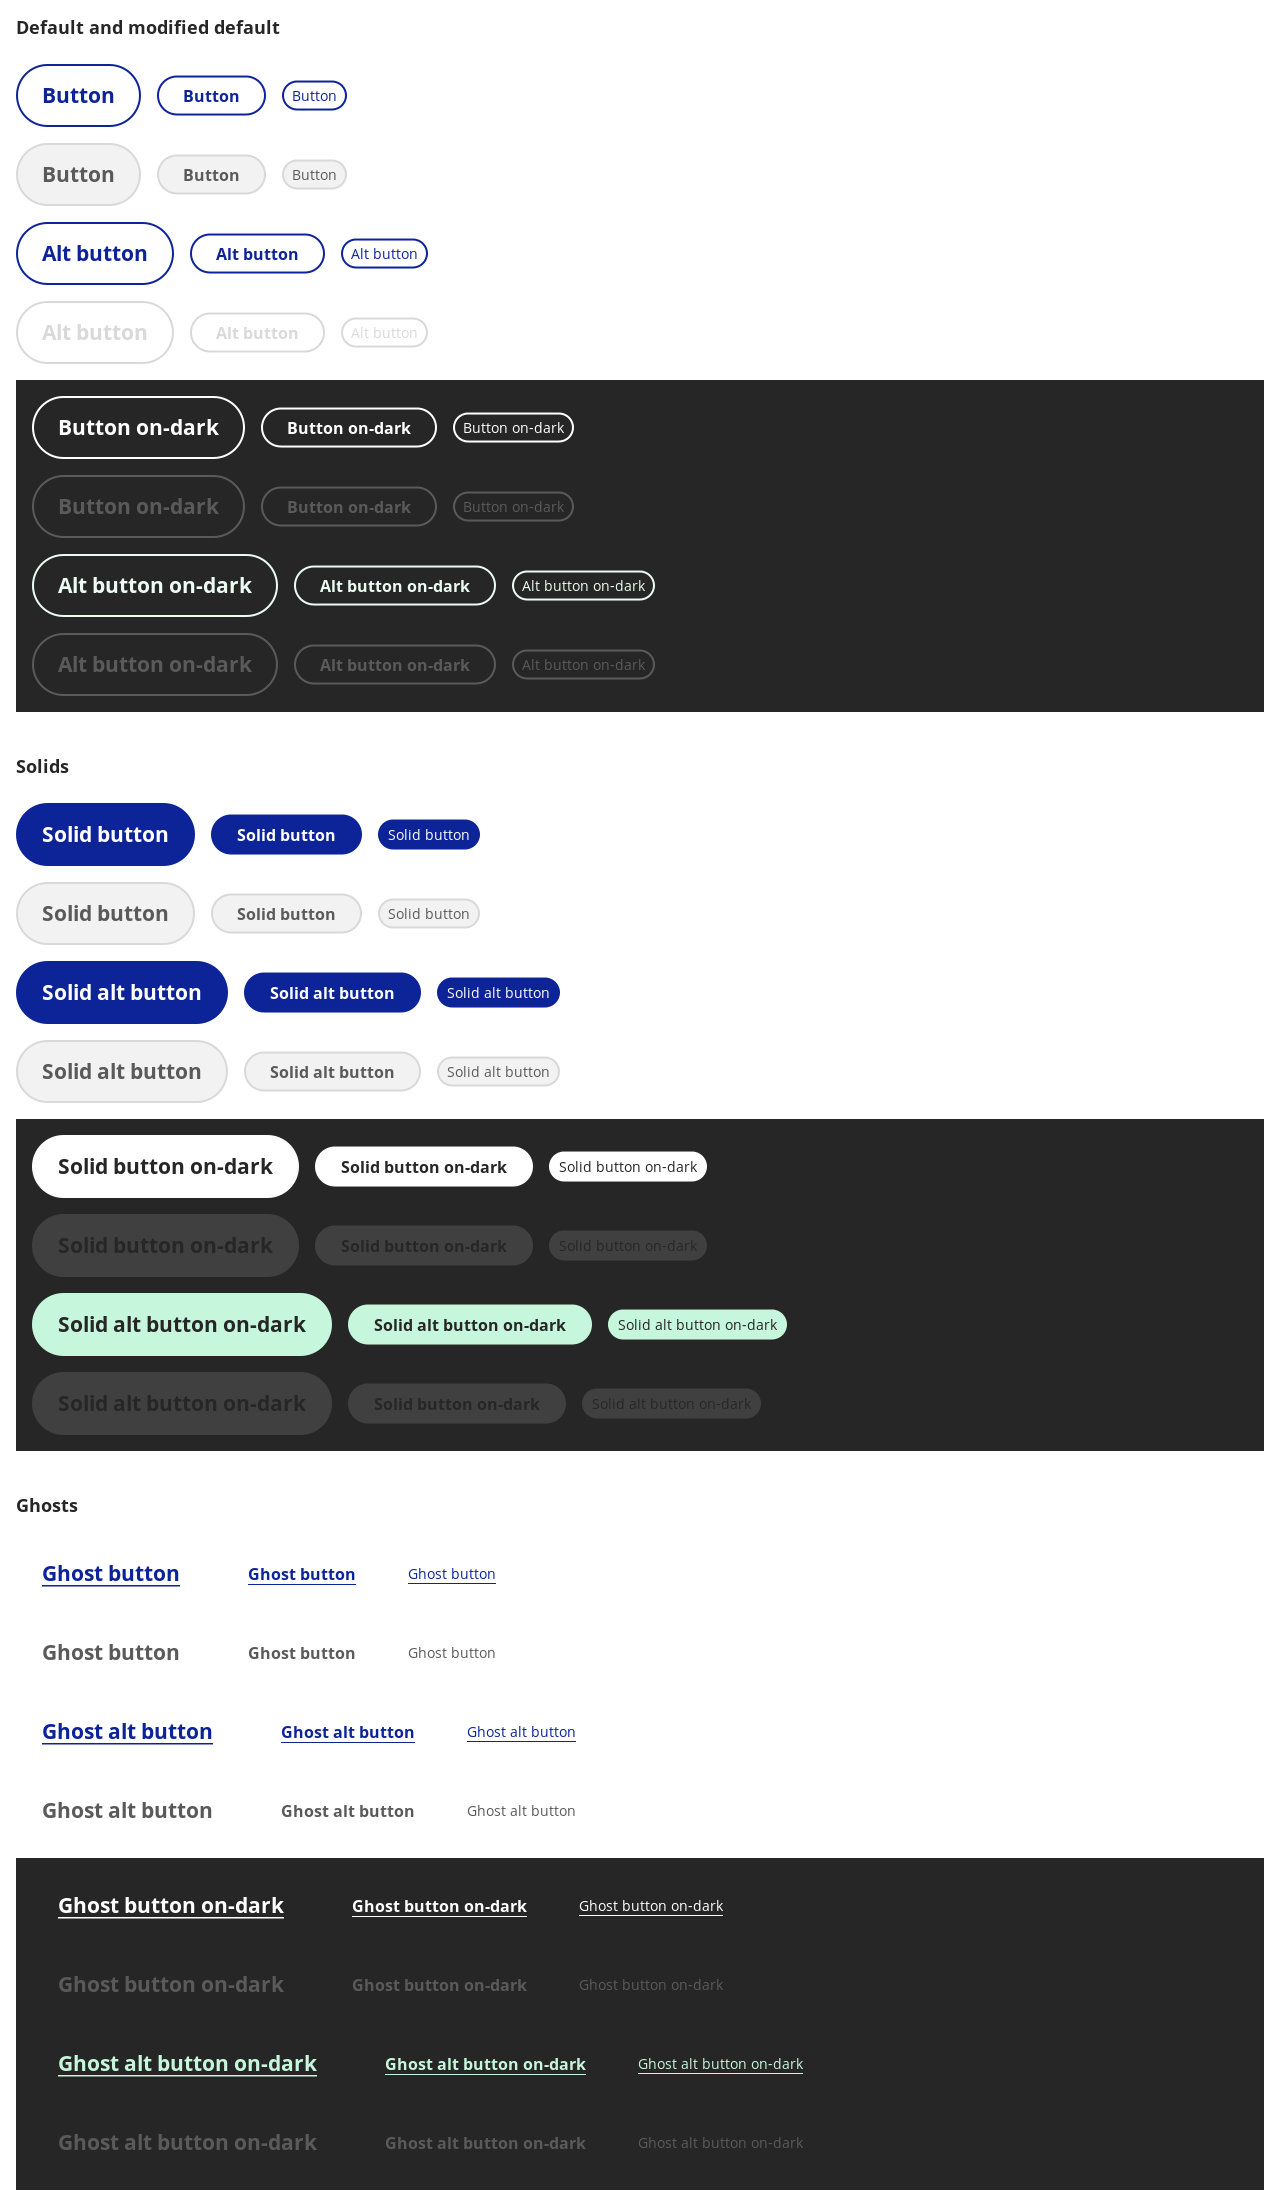 Default and modified default
Button Button Button
Button Button Button
Alt button Alt button Alt button
Alt button Alt button Alt button
Button on-dark Button on-dark Button on-dark
Button on-dark Button on-dark Button on-dark
Alt button on-dark Alt button on-dark Alt button on-dark
Alt button on-dark Alt button on-dark Alt button on-dark
Solids
Solid button Solid button Solid button
Solid button Solid button Solid button
Solid alt button Solid alt button Solid alt button
Solid alt button Solid alt button Solid alt button
Solid button on-dark Solid button on-dark Solid button on-dark
Solid button on-dark Solid button on-dark Solid button on-dark
Solid alt button on-dark Solid alt button on-dark Solid alt button on-dark
Solid alt button on-dark Solid button on-dark Solid alt button on-dark
Ghosts
Ghost button Ghost button Ghost button
Ghost button Ghost button Ghost button
Ghost alt button Ghost alt button Ghost alt button
Ghost alt button Ghost alt button Ghost alt button
Ghost button on-dark Ghost button on-dark Ghost button on-dark
Ghost button on-dark Ghost button on-dark Ghost button on-dark
Ghost alt button on-dark Ghost alt button on-dark Ghost alt button on-dark
Ghost alt button on-dark Ghost alt button on-dark Ghost alt button on-dark